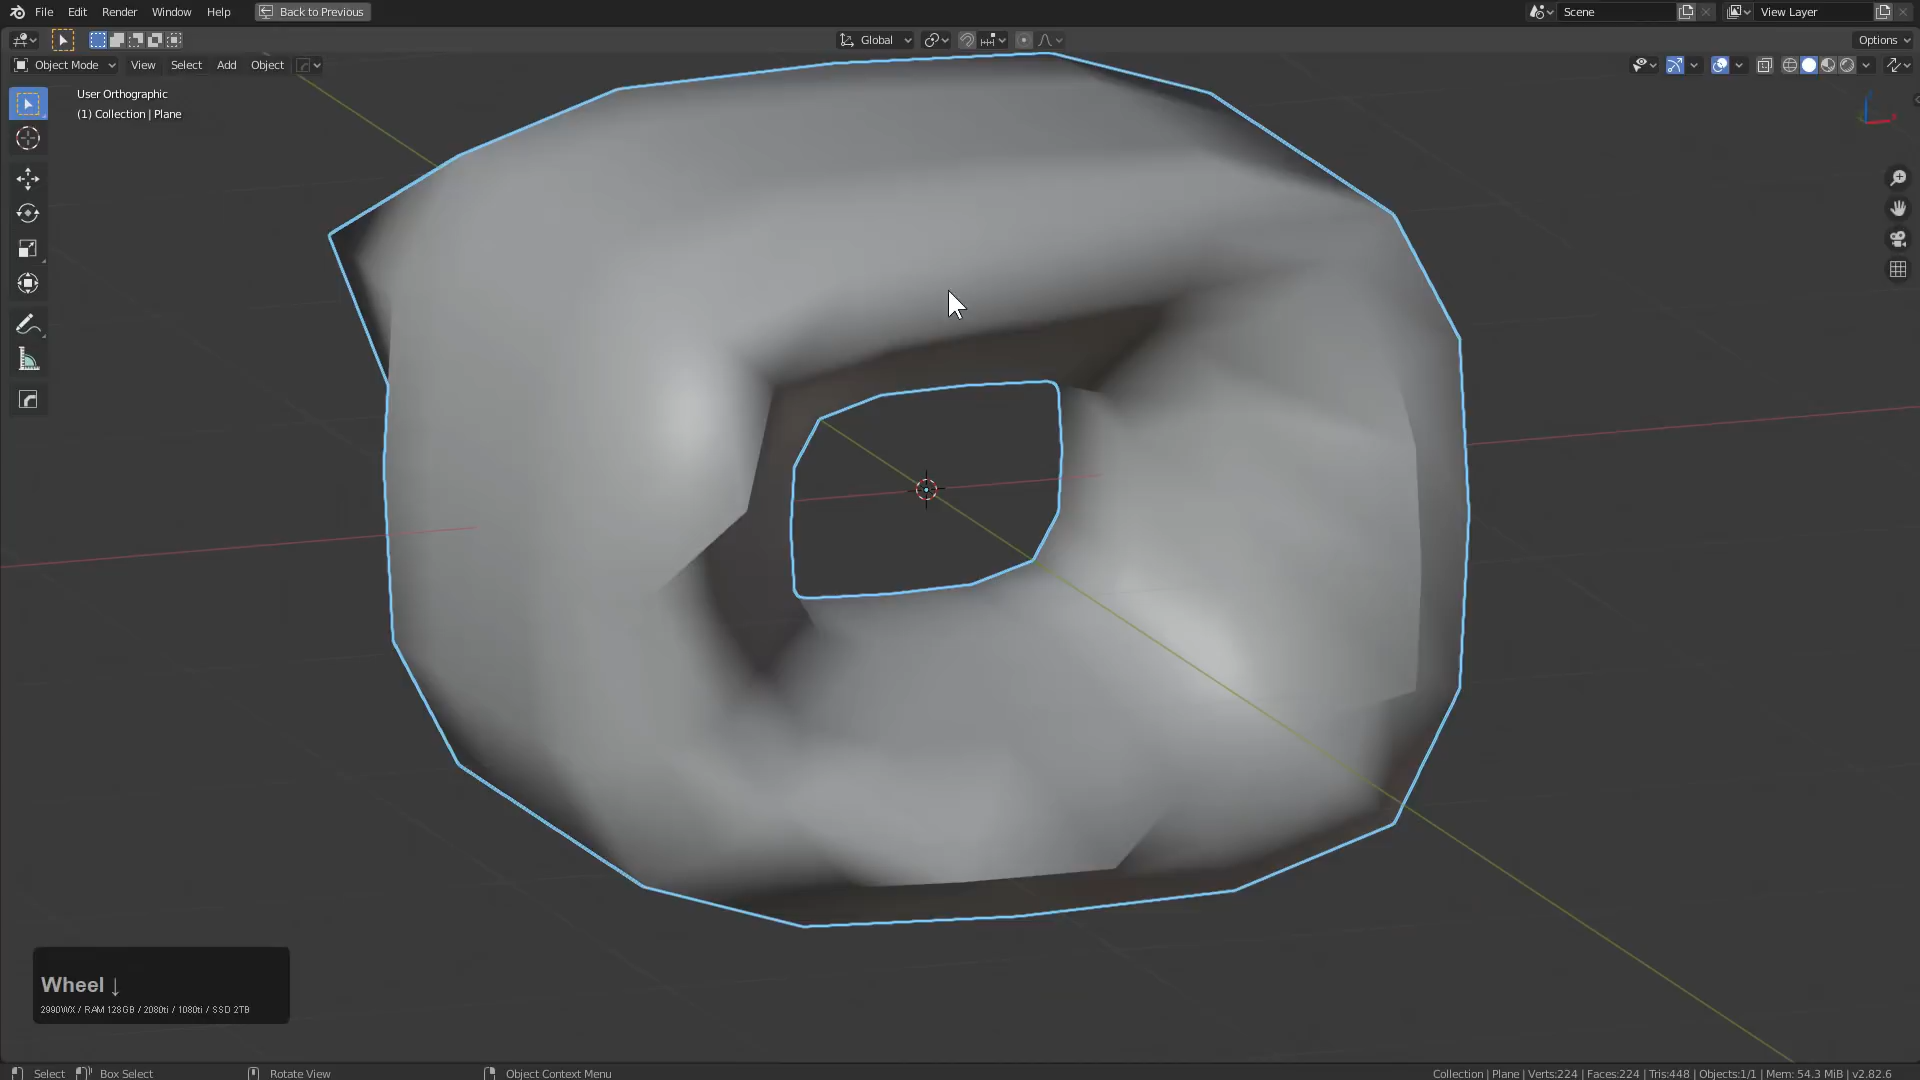 File Edit Render Window Help Back to Previous Scene View Layer
Global Options
Object Mode View Select Add Object
User Orthographic
(1) Collection | Plane
Wheel ↓
2990WX / RAM 128GB / 2080ti / 1080ti / SSD 2TB
Select Box Select Rotate View Object Context Menu Collection | Plane | Verts:224 | Faces:224 | Tris:448 | Objects:1/1 | Mem: 54.3 MiB | v2.82.6